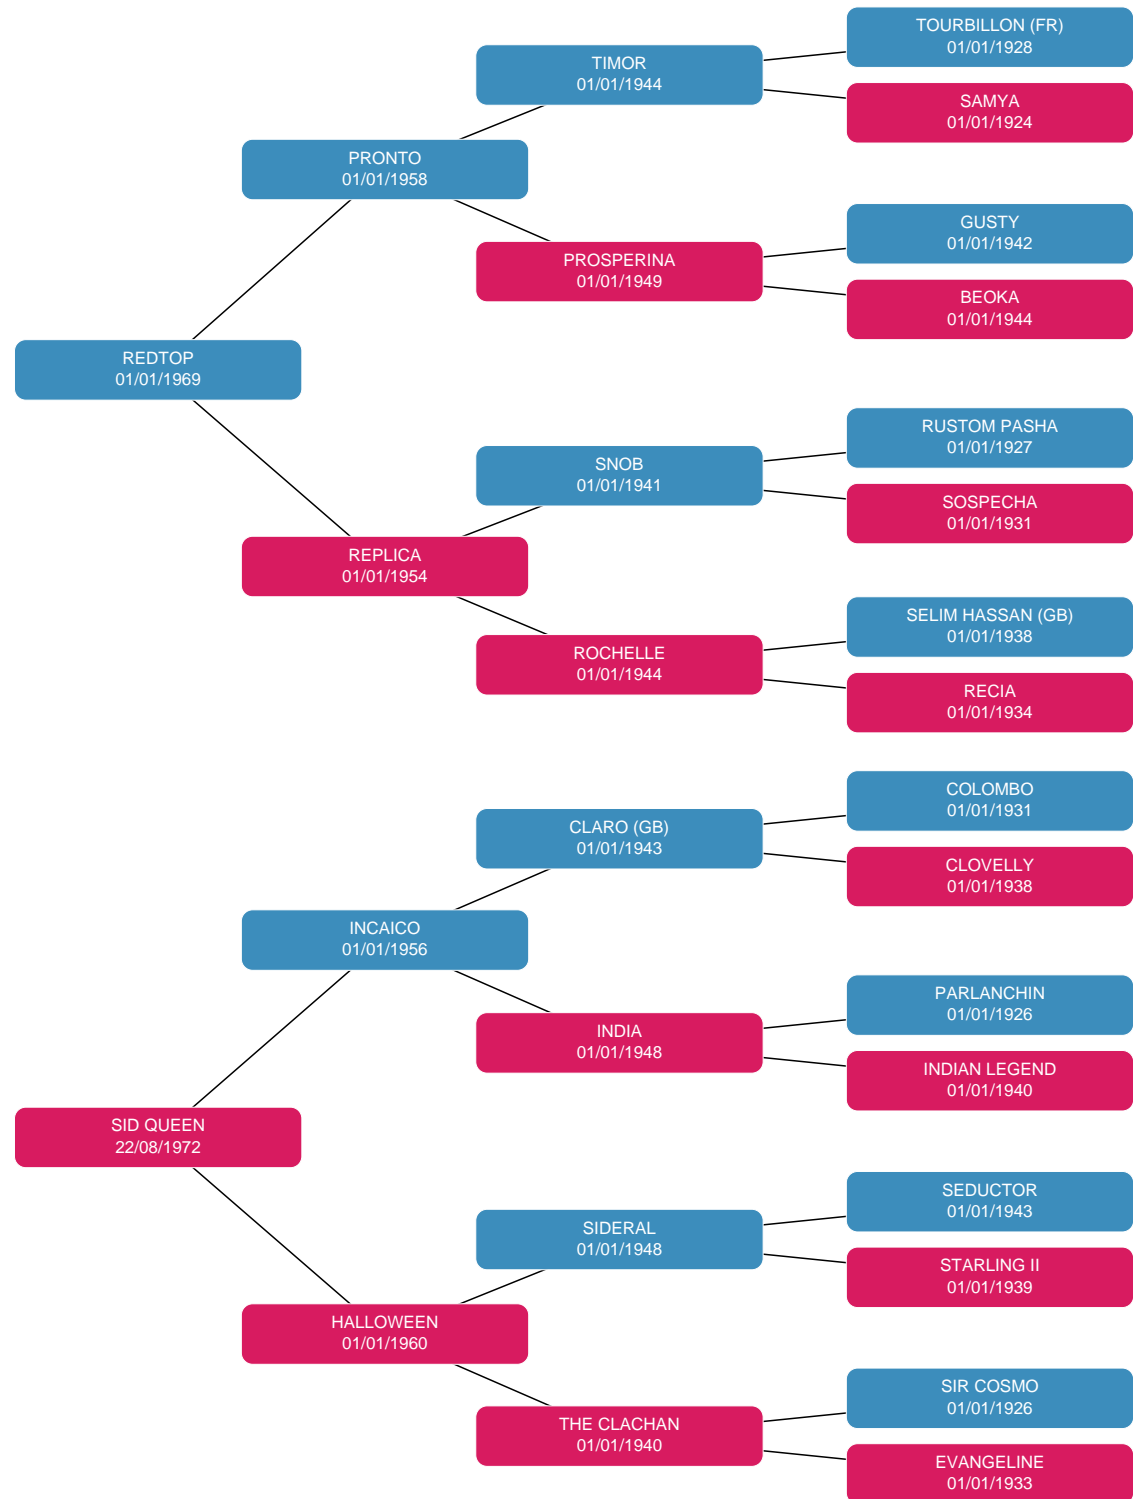 TOURBILLON (FR)
01/01/1928
TIMOR
01/01/1944
SAMYA
01/01/1924
PRONTO
01/01/1958
GUSTY
01/01/1942
PROSPERINA
01/01/1949
BEOKA
01/01/1944
REDTOP
01/01/1969
RUSTOM PASHA
01/01/1927
SNOB
01/01/1941
SOSPECHA
01/01/1931
REPLICA
01/01/1954
SELIM HASSAN (GB)
01/01/1938
ROCHELLE
01/01/1944
RECIA
01/01/1934
COLOMBO
01/01/1931
CLARO (GB)
01/01/1943
CLOVELLY
01/01/1938
INCAICO
01/01/1956
PARLANCHIN
01/01/1926
INDIA
01/01/1948
INDIAN LEGEND
01/01/1940
SID QUEEN
22/08/1972
SEDUCTOR
01/01/1943
SIDERAL
01/01/1948
STARLING II
01/01/1939
HALLOWEEN
01/01/1960
SIR COSMO
01/01/1926
THE CLACHAN
01/01/1940
EVANGELINE
01/01/1933